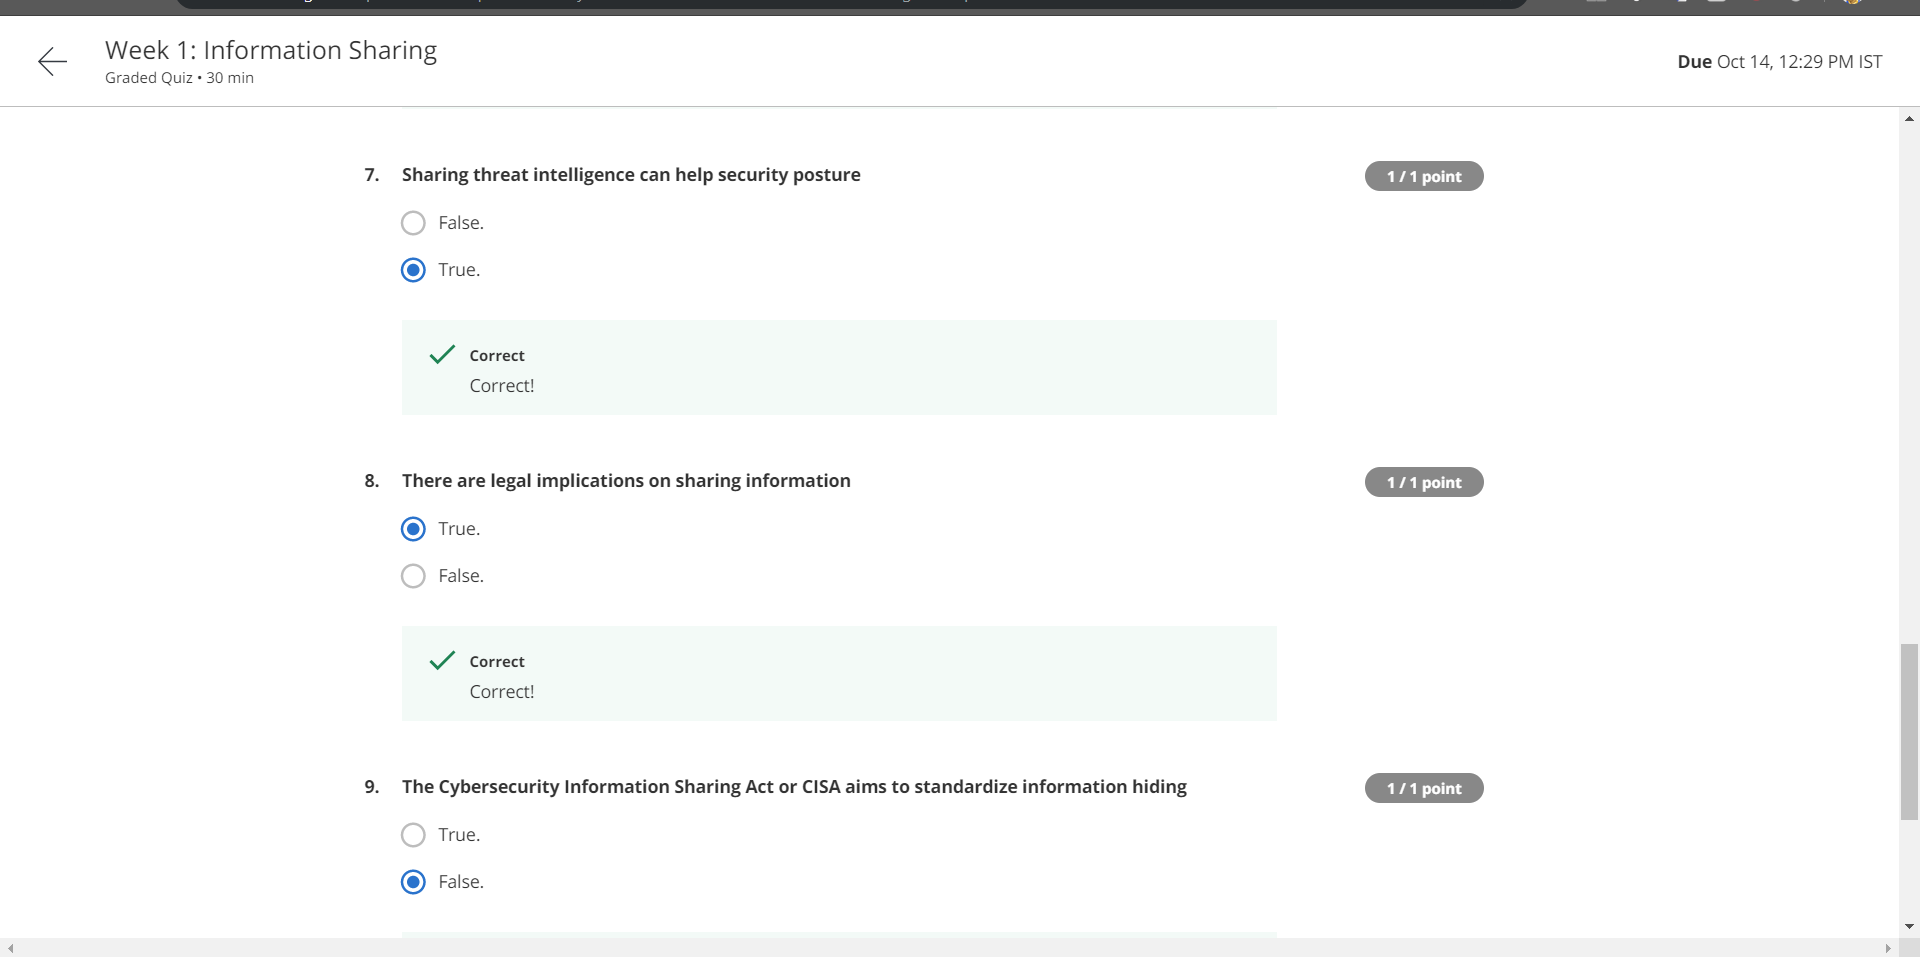 Week 1: Information Sharing
Graded Quiz • 30 min
Due Oct 14, 12:29 PM IST
7. Sharing threat intelligence can help security posture
1 / 1 point
False.
True.
Correct
Correct!
8. There are legal implications on sharing information
1 / 1 point
True.
False.
Correct
Correct!
9. The Cybersecurity Information Sharing Act or CISA aims to standardize information hiding
1 / 1 point
True.
False.